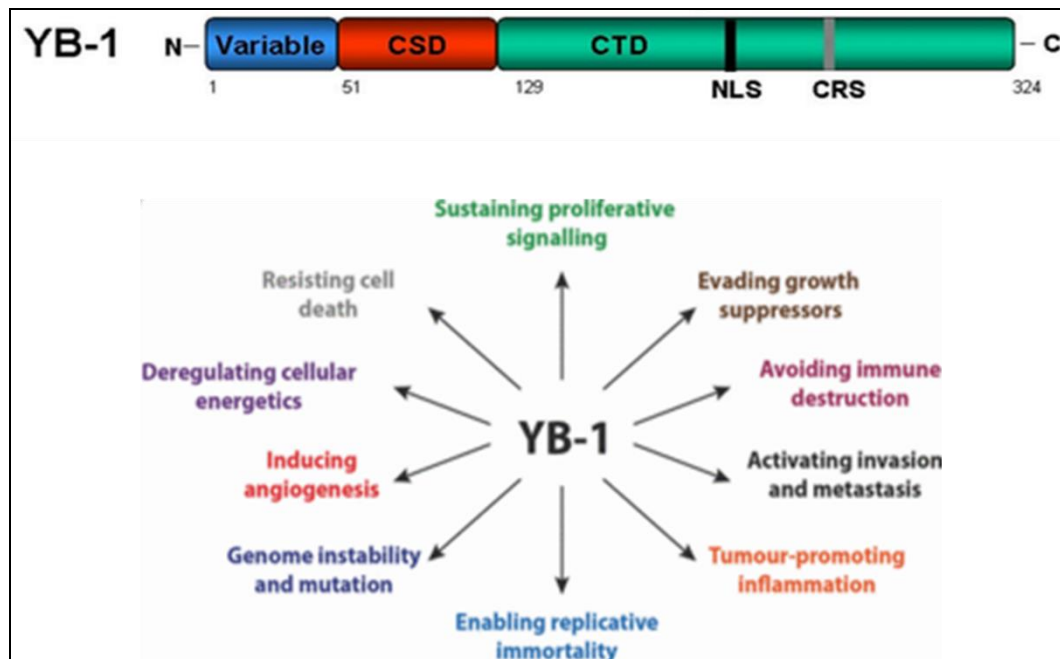 YB-1
N– Variable CSD CTD – C
1 51 129 NLS CRS 324
Sustaining proliferative
signalling
Resisting cell
death
Evading growth
suppressors
Deregulating cellular
energetics
Avoiding immune
destruction
YB-1
Inducing
angiogenesis
Activating invasion
and metastasis
Genome instability
and mutation
Tumour-promoting
inflammation
Enabling replicative
immortality